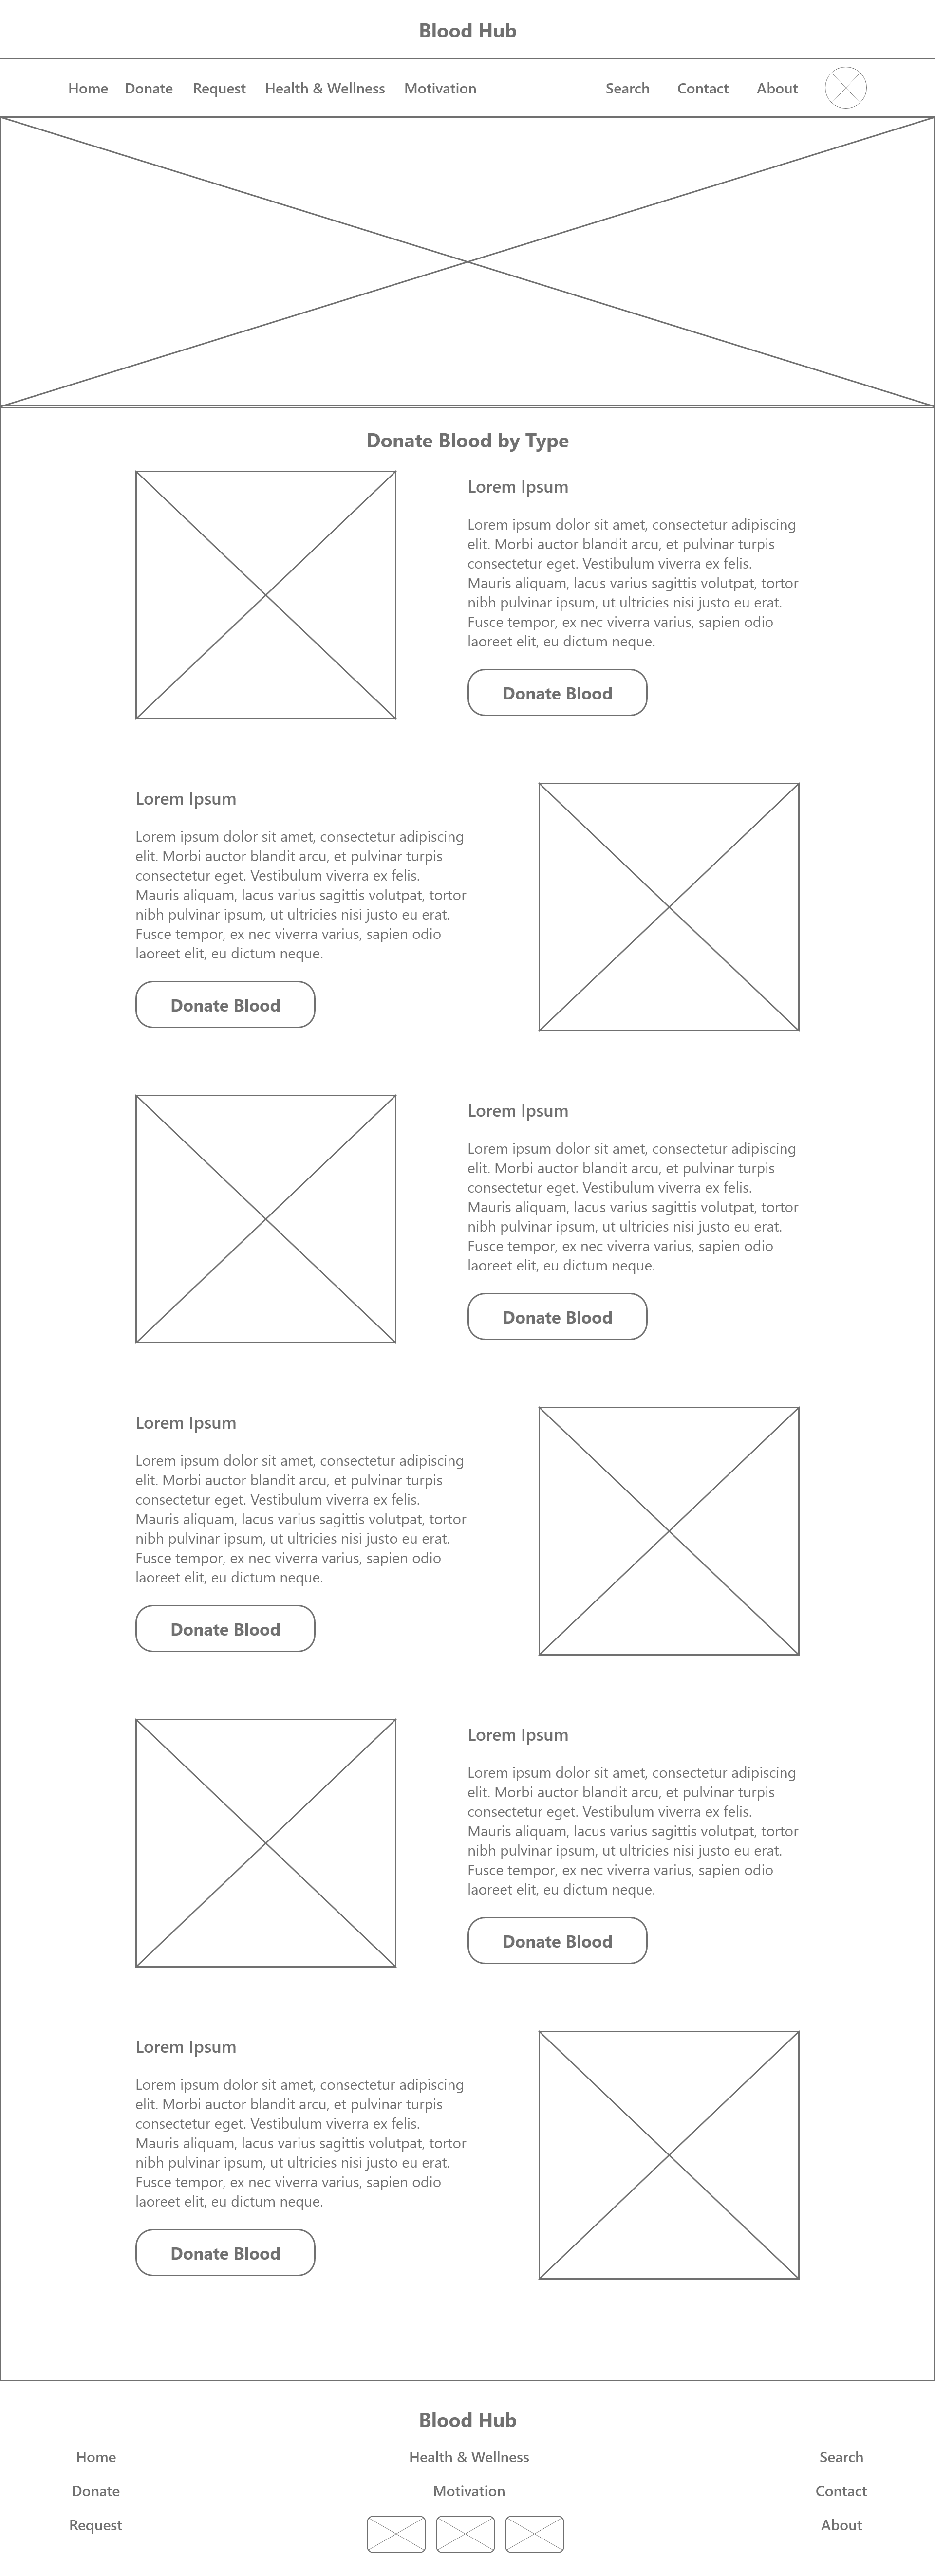 Blood Hub
Home Donate Request Health & Wellness Motivation Search Contact About
Donate Blood by Type
Lorem Ipsum
Lorem ipsum dolor sit amet, consectetur adipiscing
elit. Morbi auctor blandit arcu, et pulvinar turpis
consectetur eget. Vestibulum viverra ex felis.
Mauris aliquam, lacus varius sagittis volutpat, tortor
nibh pulvinar ipsum, ut ultricies nisi justo eu erat.
Fusce tempor, ex nec viverra varius, sapien odio
laoreet elit, eu dictum neque.
Donate Blood
Lorem Ipsum
Lorem ipsum dolor sit amet, consectetur adipiscing
elit. Morbi auctor blandit arcu, et pulvinar turpis
consectetur eget. Vestibulum viverra ex felis.
Mauris aliquam, lacus varius sagittis volutpat, tortor
nibh pulvinar ipsum, ut ultricies nisi justo eu erat.
Fusce tempor, ex nec viverra varius, sapien odio
laoreet elit, eu dictum neque.
Donate Blood
Lorem Ipsum
Lorem ipsum dolor sit amet, consectetur adipiscing
elit. Morbi auctor blandit arcu, et pulvinar turpis
consectetur eget. Vestibulum viverra ex felis.
Mauris aliquam, lacus varius sagittis volutpat, tortor
nibh pulvinar ipsum, ut ultricies nisi justo eu erat.
Fusce tempor, ex nec viverra varius, sapien odio
laoreet elit, eu dictum neque.
Donate Blood
Lorem Ipsum
Lorem ipsum dolor sit amet, consectetur adipiscing
elit. Morbi auctor blandit arcu, et pulvinar turpis
consectetur eget. Vestibulum viverra ex felis.
Mauris aliquam, lacus varius sagittis volutpat, tortor
nibh pulvinar ipsum, ut ultricies nisi justo eu erat.
Fusce tempor, ex nec viverra varius, sapien odio
laoreet elit, eu dictum neque.
Donate Blood
Lorem Ipsum
Lorem ipsum dolor sit amet, consectetur adipiscing
elit. Morbi auctor blandit arcu, et pulvinar turpis
consectetur eget. Vestibulum viverra ex felis.
Mauris aliquam, lacus varius sagittis volutpat, tortor
nibh pulvinar ipsum, ut ultricies nisi justo eu erat.
Fusce tempor, ex nec viverra varius, sapien odio
laoreet elit, eu dictum neque.
Donate Blood
Lorem Ipsum
Lorem ipsum dolor sit amet, consectetur adipiscing
elit. Morbi auctor blandit arcu, et pulvinar turpis
consectetur eget. Vestibulum viverra ex felis.
Mauris aliquam, lacus varius sagittis volutpat, tortor
nibh pulvinar ipsum, ut ultricies nisi justo eu erat.
Fusce tempor, ex nec viverra varius, sapien odio
laoreet elit, eu dictum neque.
Donate Blood
Blood Hub
Home Health & Wellness Search
Donate Motivation Contact
Request About